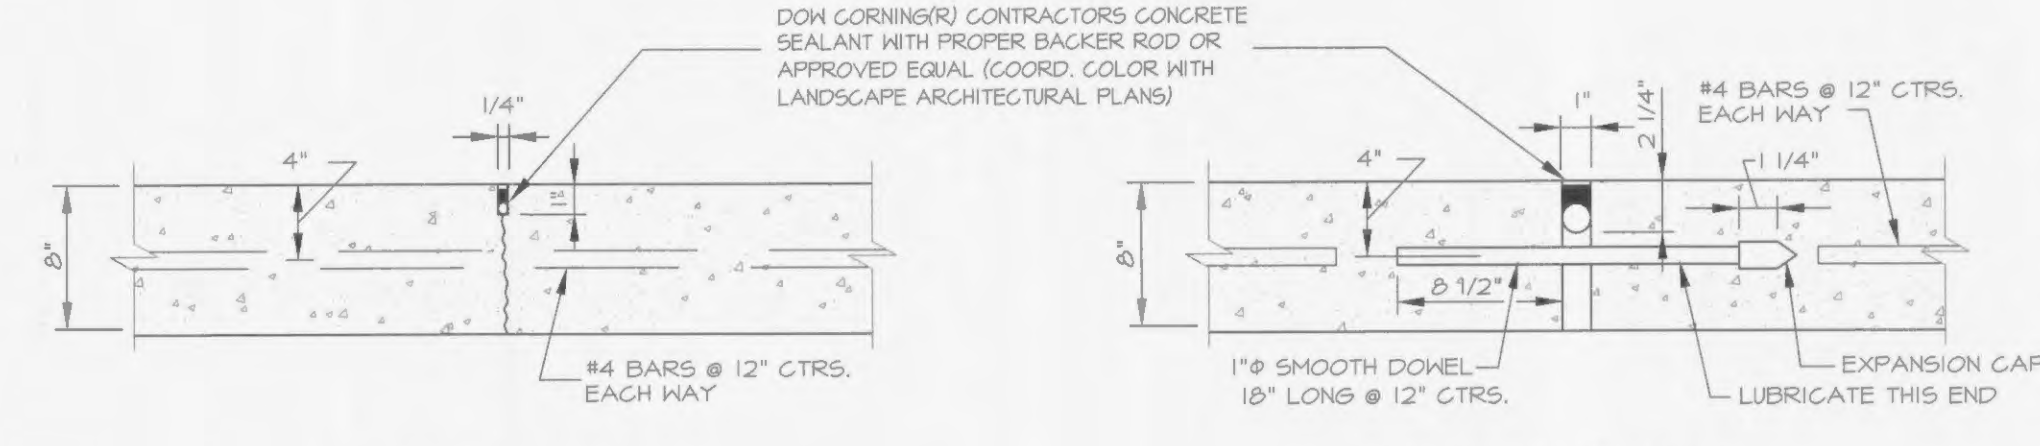 DOW CORNING(R) CONTRACTORS CONCRETE
SEALANT WITH PROPER BACKER ROD OR
APPROVED EQUAL (COORD. COLOR WITH
LANDSCAPE ARCHITECTURAL PLANS)
1/4"
4"
1"
8"
#4 BARS @ 12" CTRS.
EACH WAY
#4 BARS @ 12" CTRS.
EACH WAY
1"
2 1/4"
4"
1 1/4"
8"
8 1/2"
1"Φ SMOOTH DOWEL
18" LONG @ 12" CTRS.
EXPANSION CAP
LUBRICATE THIS END